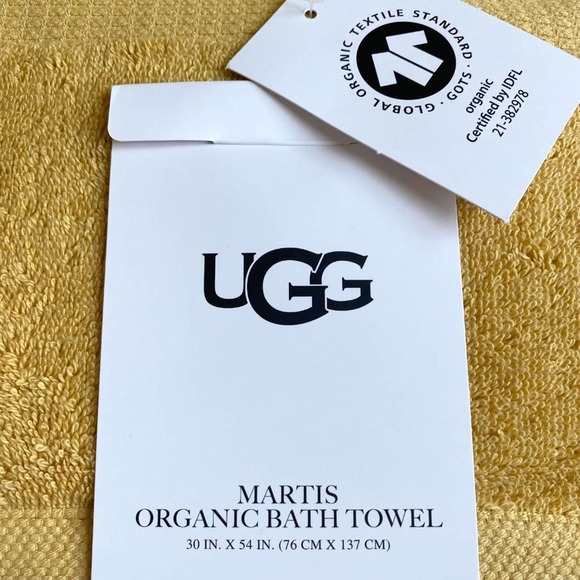 GLOBAL ORGANIC TEXTILE STANDARD · GOTS ·
organic
Certified by IDFL
21-382978
UGG
MARTIS
ORGANIC BATH TOWEL
30 IN. X 54 IN. (76 CM X 137 CM)